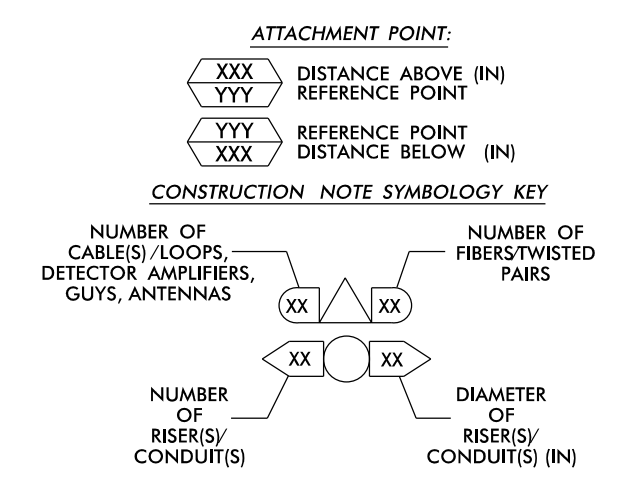 ATTACHMENT POINT:
XXX
YYY
DISTANCE ABOVE (IN)
REFERENCE POINT
YYY
XXX
REFERENCE POINT
DISTANCE BELOW (IN)
CONSTRUCTION NOTE SYMBOLOGY KEY
NUMBER OF
CABLE(S)/LOOPS,
DETECTOR AMPLIFIERS,
GUYS, ANTENNAS
NUMBER OF
FIBERS/TWISTED
PAIRS
XX
XX
XX
XX
NUMBER
OF
RISER(S)/
CONDUIT(S)
DIAMETER
OF
RISER(S)/
CONDUIT(S) (IN)